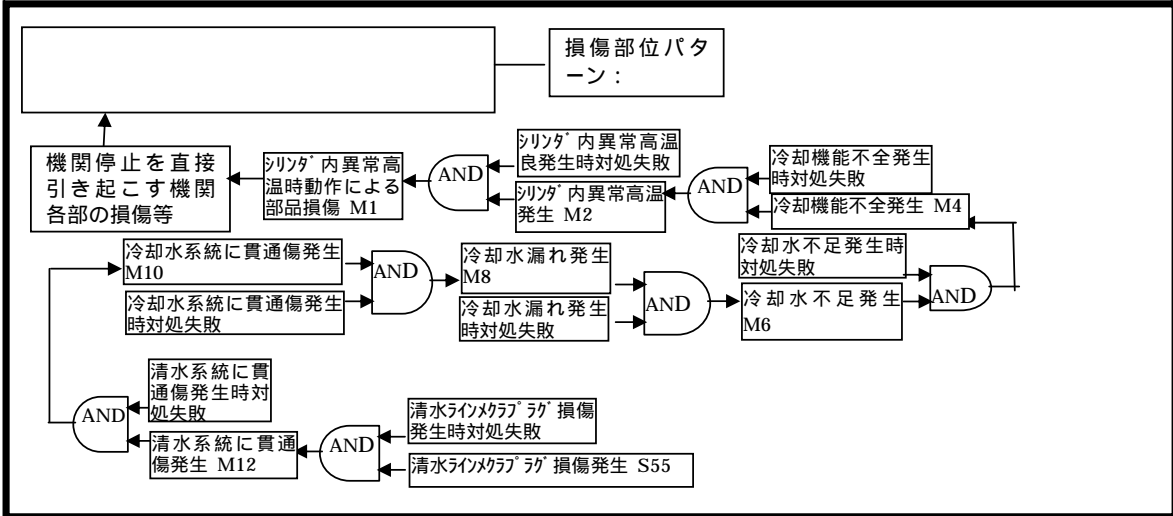 損傷部位パタ
ーン：
機関停止を直接
引き起こす機関
各部の損傷等
ｼﾘﾝﾀﾞ内異常高
温時動作による
部品損傷 M1
AND
ｼﾘﾝﾀﾞ内異常高温
良発生時対処失敗
ｼﾘﾝﾀﾞ内異常高温
発生 M2
AND
冷却機能不全発生
時対処失敗
冷却機能不全発生 M4
冷却水系統に貫通傷発生
M10
冷却水系統に貫通傷発生
時対処失敗
AND
冷却水漏れ発生
M8
冷却水漏れ発生
時対処失敗
AND
冷却水不足発生時
対処失敗
冷却水不足発生
M6
AND
清水系統に貫
通傷発生時対
処失敗
AND
清水系統に貫通
傷発生 M12
AND
清水ﾗｲﾝﾒｸﾗﾌﾟﾗｸﾞ損傷
発生時対処失敗
清水ﾗｲﾝﾒｸﾗﾌﾟﾗｸﾞ損傷発生 S55